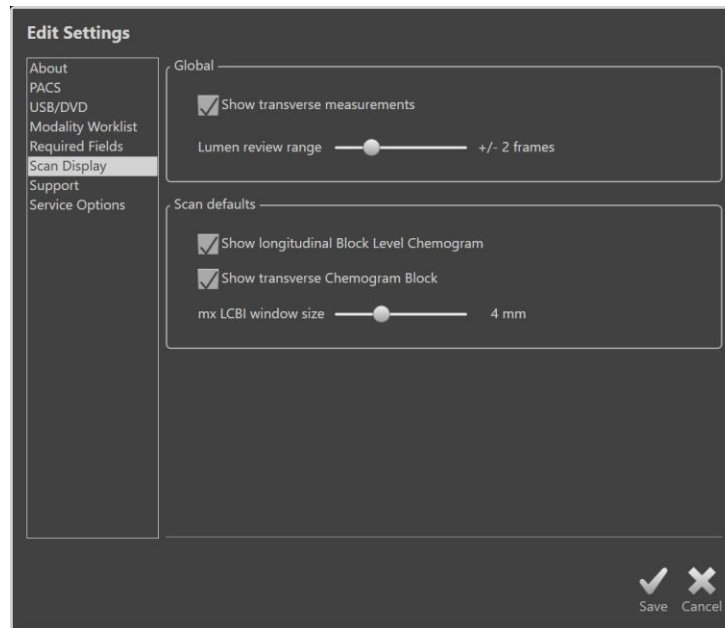 Edit Settings
About
PACS
USB/DVD
Modality Worklist
Required Fields
Scan Display
Support
Service Options
Global
Show transverse measurements
Lumen review range +/- 2 frames
Scan defaults
Show longitudinal Block Level Chemogram
Show transverse Chemogram Block
mx LCBI window size 4 mm
Save Cancel